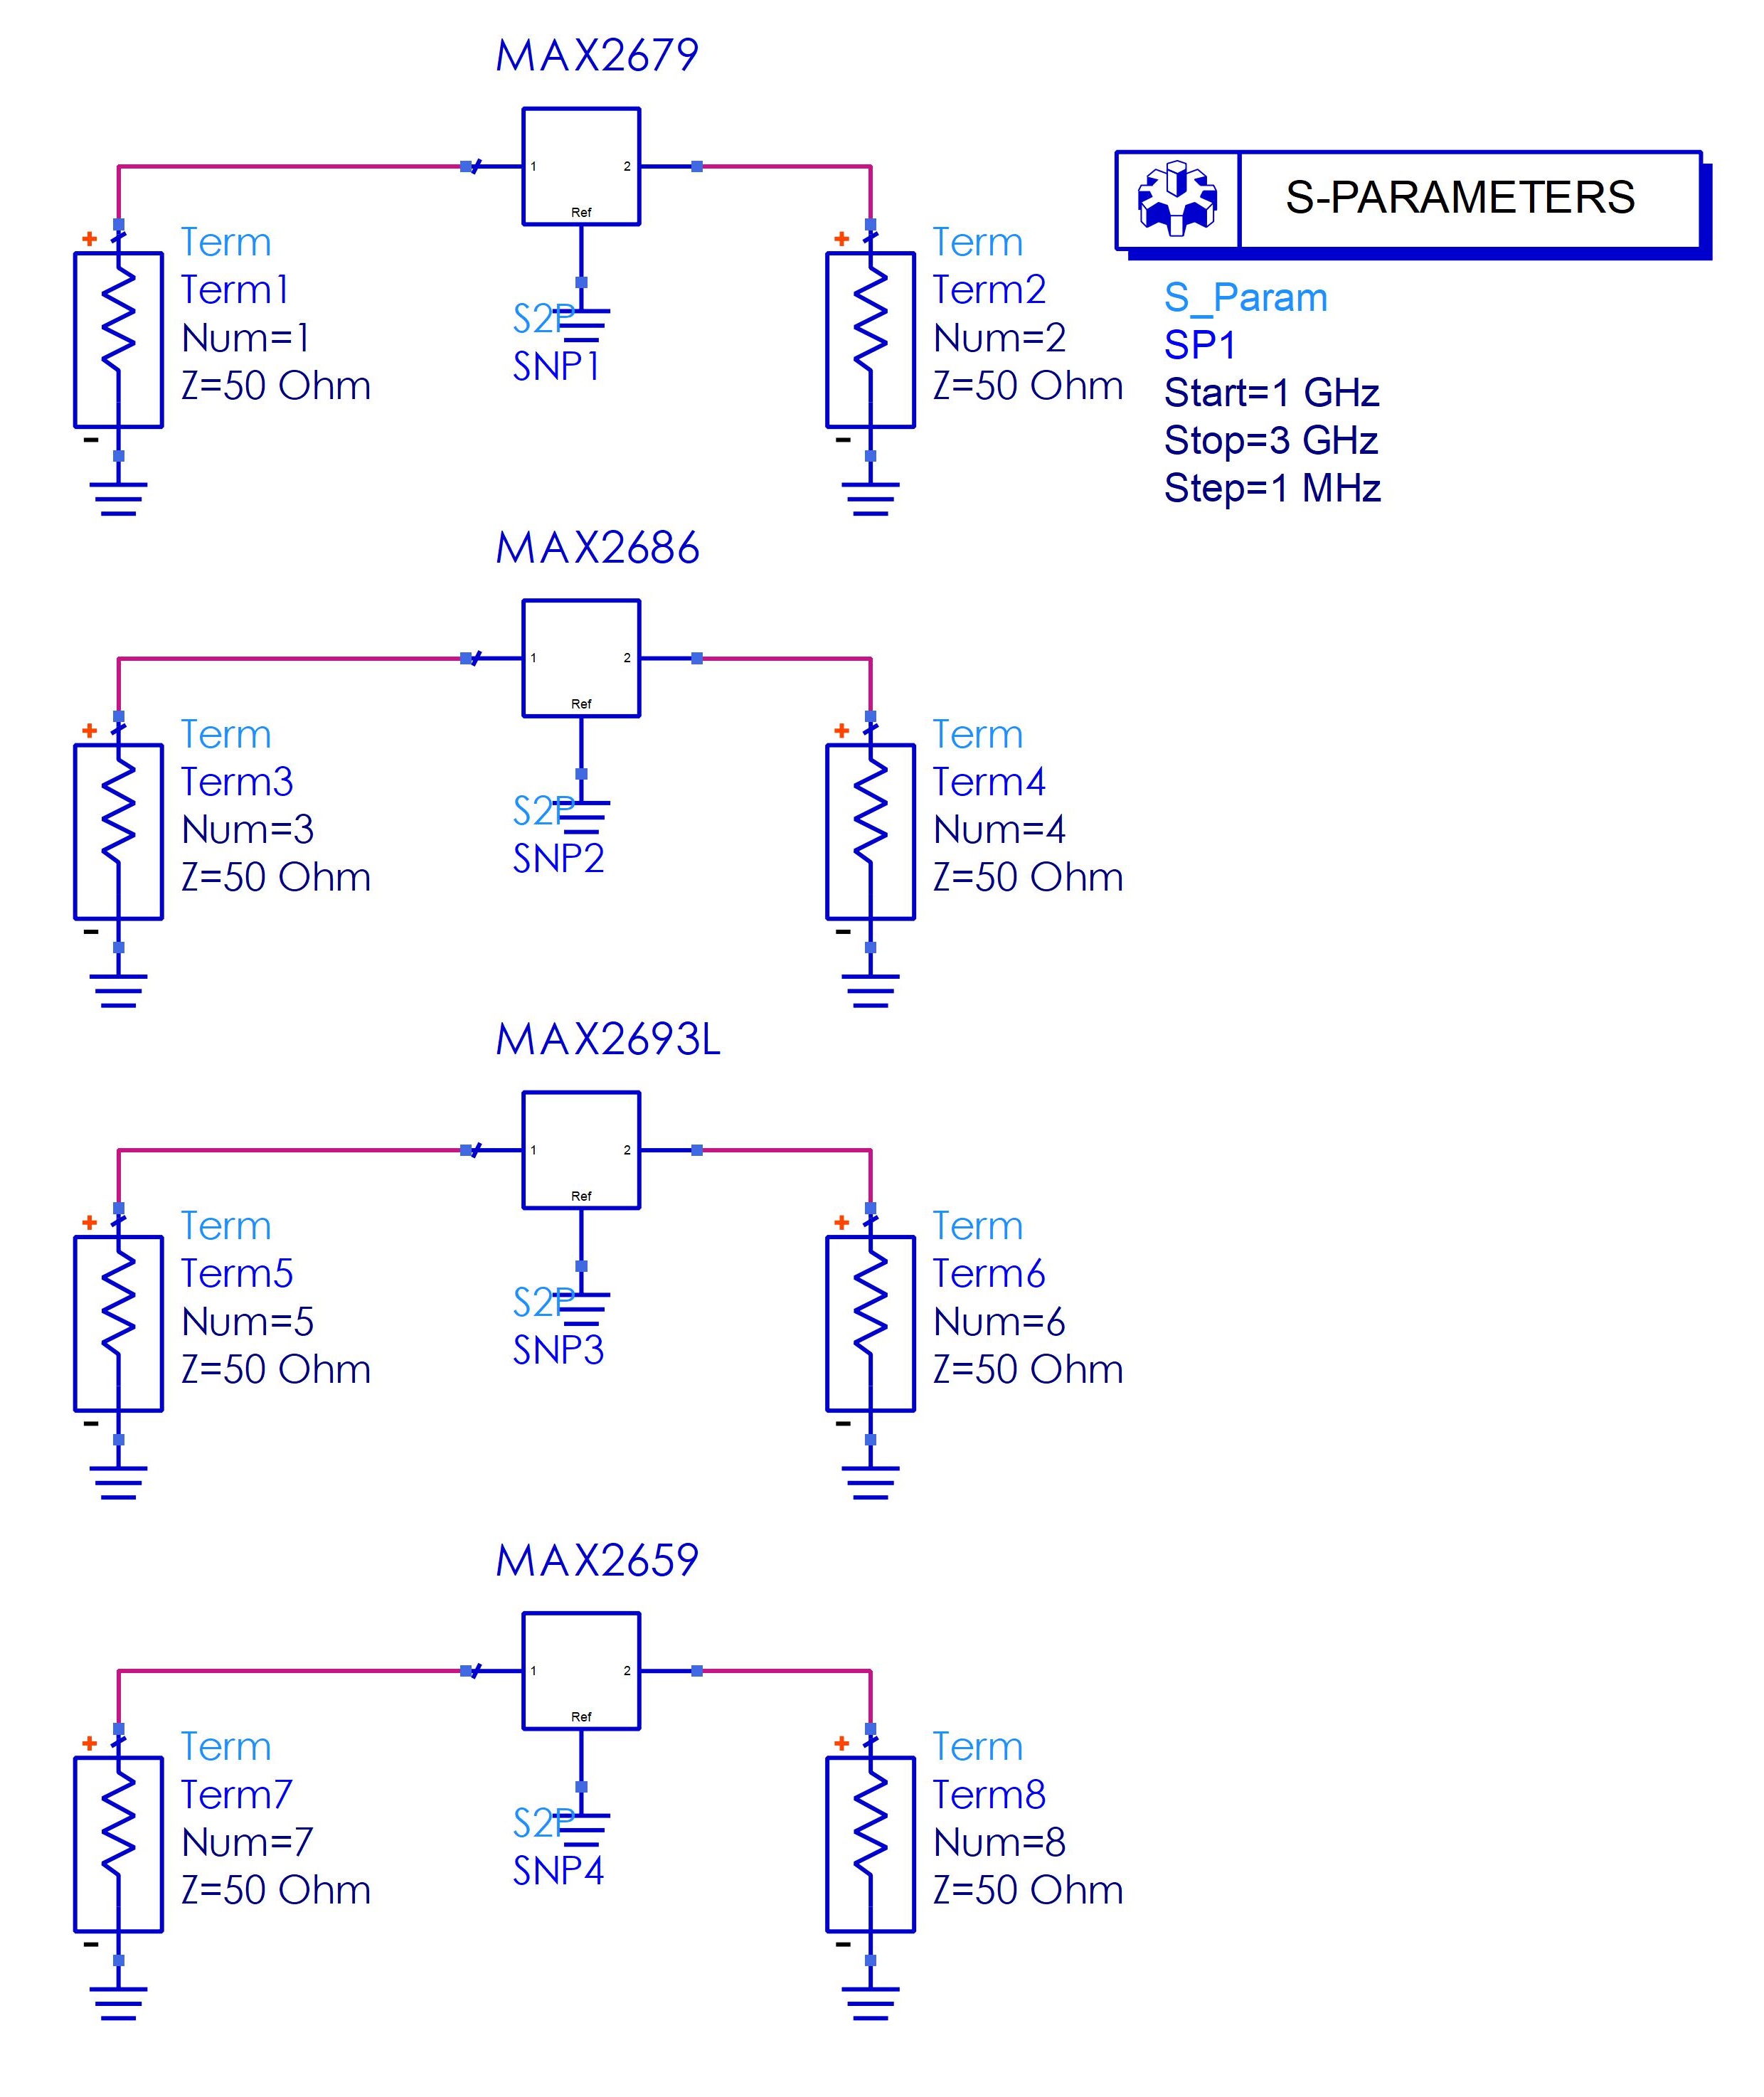 MAX2679
1
2
Ref
+
Term
Term1
Num=1
Z=50 Ohm
-
S2P
SNP1
+
Term
Term2
Num=2
Z=50 Ohm
-
S-PARAMETERS
S_Param
SP1
Start=1 GHz
Stop=3 GHz
Step=1 MHz
MAX2686
1
2
Ref
+
Term
Term3
Num=3
Z=50 Ohm
-
S2P
SNP2
+
Term
Term4
Num=4
Z=50 Ohm
-
MAX2693L
1
2
Ref
+
Term
Term5
Num=5
Z=50 Ohm
-
S2P
SNP3
+
Term
Term6
Num=6
Z=50 Ohm
-
MAX2659
1
2
Ref
+
Term
Term7
Num=7
Z=50 Ohm
-
S2P
SNP4
+
Term
Term8
Num=8
Z=50 Ohm
-